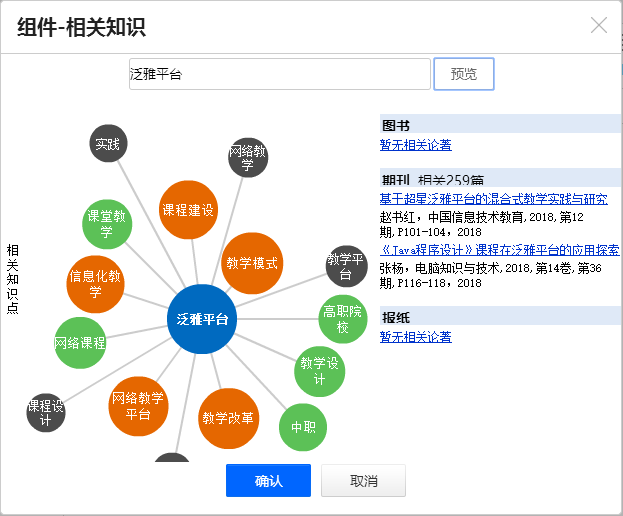 组件-相关知识
泛雅平台
预览
相
关
知
识
点
实践
网络教
学
课程建设
课堂教
学
教学模式
教学平
台
信息化教
学
泛雅平台
高职院
校
网络课程
教学设
计
网络教学
平台
课程设
计
教学改革
中职
图书
暂无相关论著
期刊 相关259篇
基于超星泛雅平台的混合式教学实践与研究
赵书红，中国信息技术教育,2018,第12
期,P101-104，2018
《Java程序设计》课程在泛雅平台的应用探索
张杨，电脑知识与技术,2018,第14卷,第36
期,P116-118，2018
报纸
暂无相关论著
确认
取消